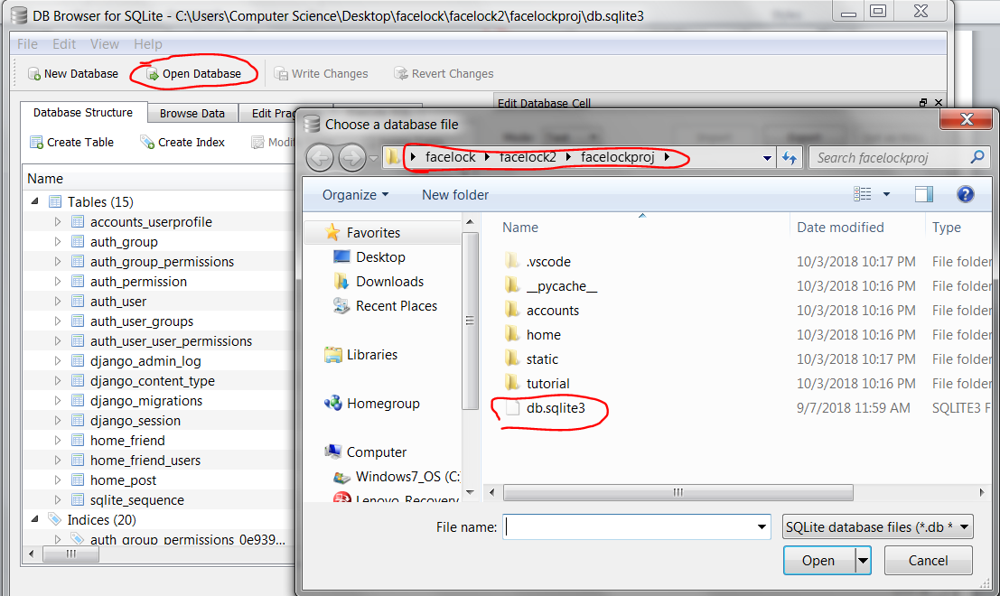 DB Browser for SQLite - C:\Users\Computer Science\Desktop\facelock\facelock2\facelockproj\db.sqlite3
File Edit View Help
New Database Open Database Write Changes Revert Changes
Database Structure Browse Data Edit
Create Table Create Index
Edit Database Cell
Name
Tables (15)
accounts_userprofile
auth_group
auth_group_permissions
auth_permission
auth_user
auth_user_groups
auth_user_user_permissions
django_admin_log
django_content_type
django_migrations
django_session
home_friend
home_friend_users
home_post
sqlite_sequence
Indices (20)
auth_group_permissions_0e939...
Choose a database file
facelock facelock2 facelockproj
Search facelockproj
Organize New folder
Favorites
Desktop
Downloads
Recent Places
Libraries
Homegroup
Computer
Windows7_OS (C:
Lenovo_Recovery
Name Date modified Type
.vscode 10/3/2018 10:17 PM File folder
__pycache__ 10/3/2018 10:16 PM File folder
accounts 10/3/2018 10:16 PM File folder
home 10/3/2018 10:16 PM File folder
static 10/3/2018 10:17 PM File folder
tutorial 10/3/2018 10:16 PM File folder
db.sqlite3 9/7/2018 11:59 AM SQLITE3 F
File name:
SQLite database files (*.db *
Open Cancel